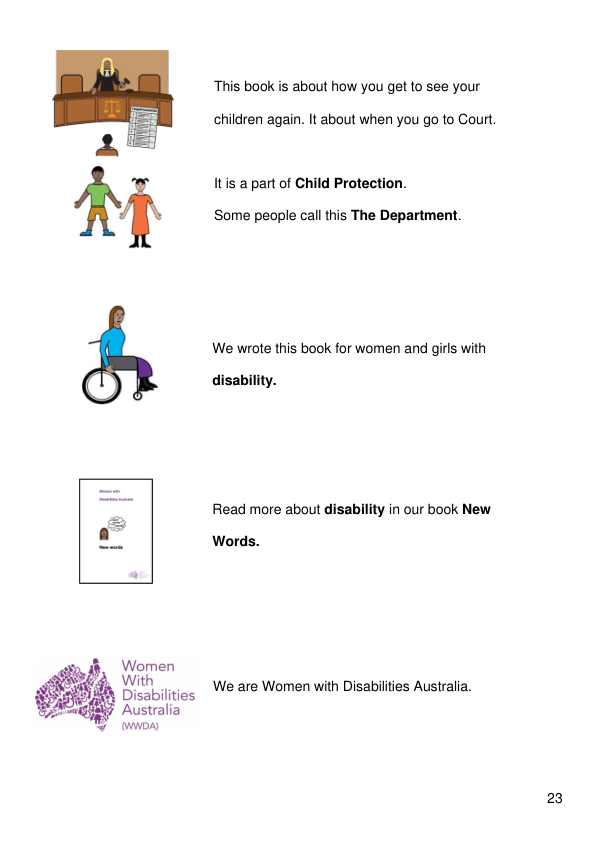 This book is about how you get to see your
children again. It about when you go to Court.
It is a part of Child Protection.
Some people call this The Department.
We wrote this book for women and girls with
disability.
Women with
Disabilities Australia
New words
Read more about disability in our book New
Words.
Women
With
Disabilities
Australia
(WWDA)
We are Women with Disabilities Australia.
23